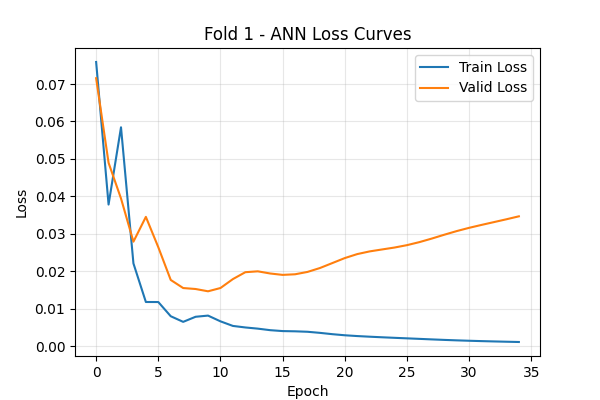 Fold 1 - ANN Loss Curves
Train Loss
Valid Loss
0.07
0.06
0.05
0.04
0.03
0.02
0.01
0.00
Loss
0 5 10 15 20 25 30 35
Epoch